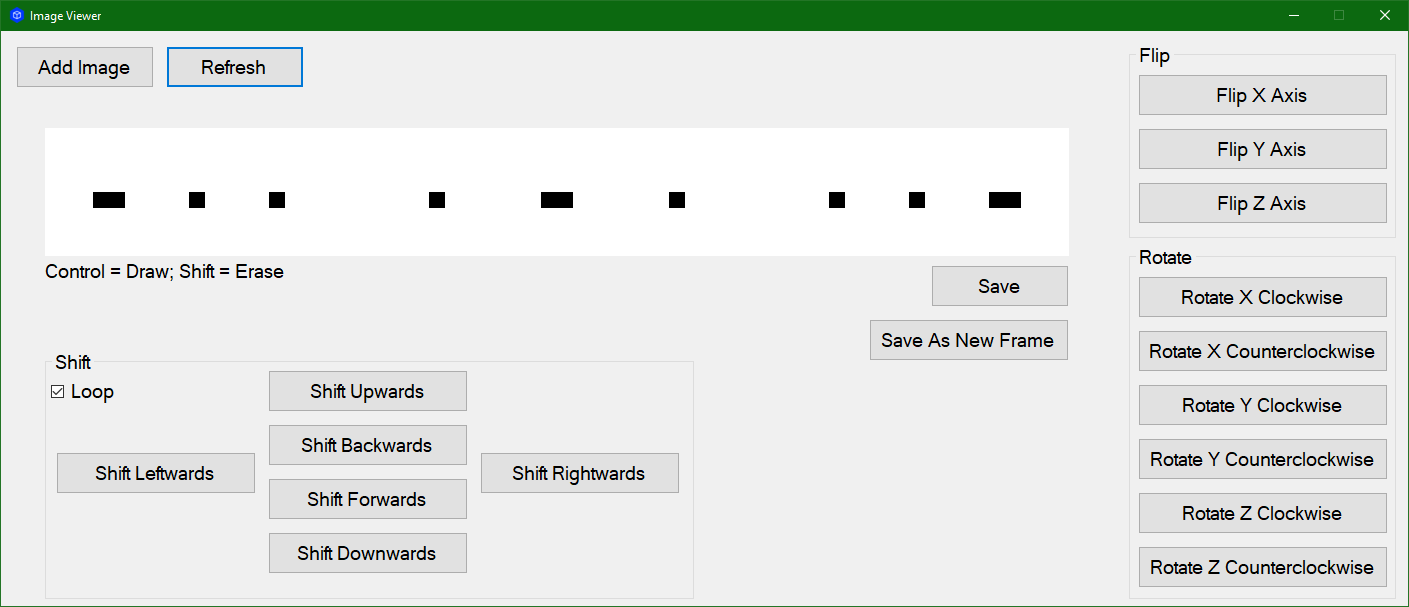 Image Viewer
Add Image
Refresh
Control = Draw; Shift = Erase
Save
Save As New Frame
Shift
Loop
Shift Upwards
Shift Backwards
Shift Leftwards
Shift Rightwards
Shift Forwards
Shift Downwards
Flip
Flip X Axis
Flip Y Axis
Flip Z Axis
Rotate
Rotate X Clockwise
Rotate X Counterclockwise
Rotate Y Clockwise
Rotate Y Counterclockwise
Rotate Z Clockwise
Rotate Z Counterclockwise